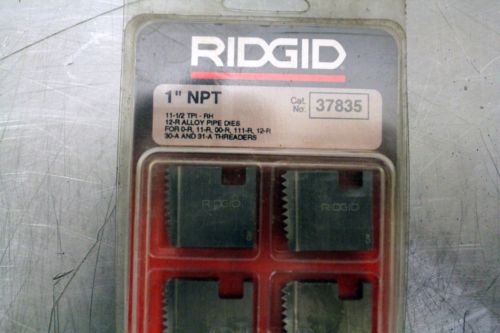 RIDGID
1" NPT
Cat. No. 37835
11-1/2 TPI - RH
12-R ALLOY PIPE DIES
FOR 0-R, 11-R, 00-R, 111-R, 12-R
30-A AND 31-A THREADERS
RIDGID
RIDGID